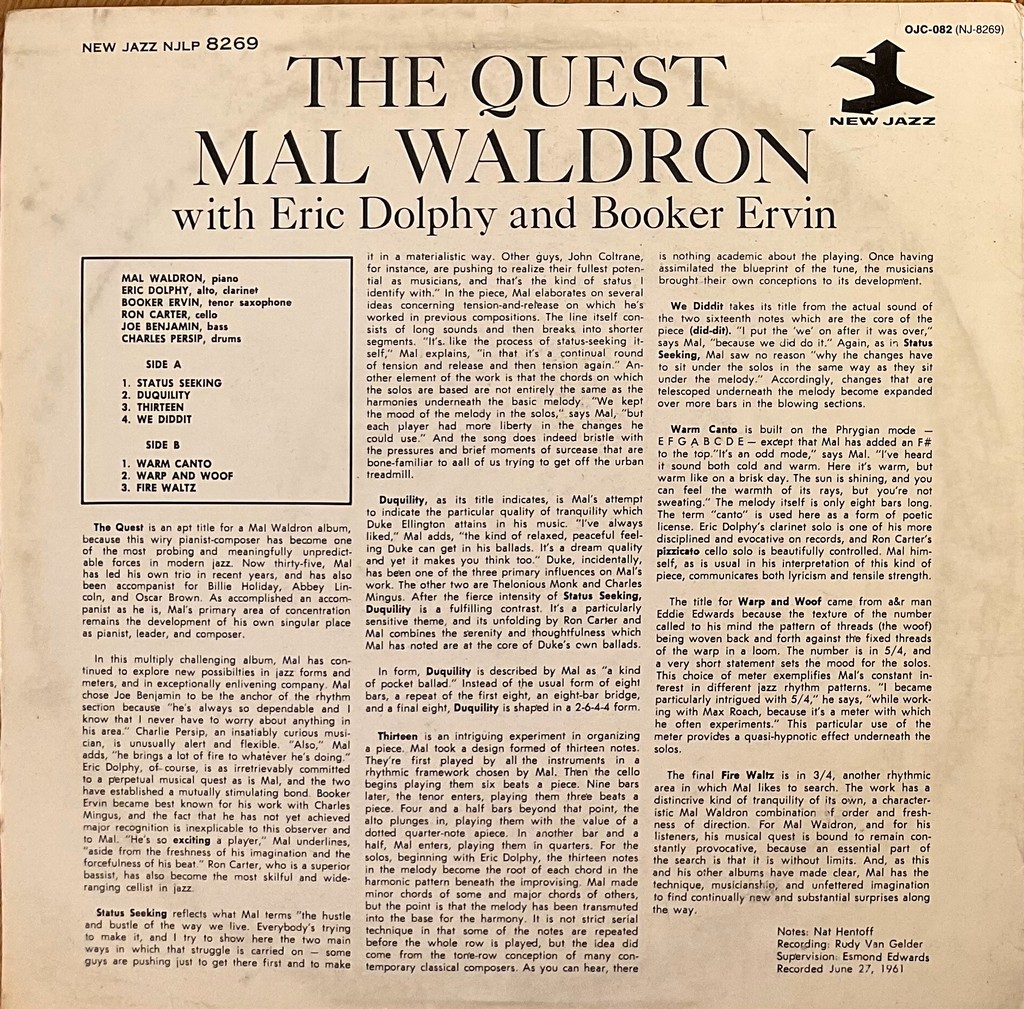 NEW JAZZ NJLP 8269
OJC-082 (NJ-8269)
THE QUEST
MAL WALDRON
with Eric Dolphy and Booker Ervin
NEW JAZZ
MAL WALDRON, piano
ERIC DOLPHY, alto, clarinet
BOOKER ERVIN, tenor saxophone
RON CARTER, cello
JOE BENJAMIN, bass
CHARLES PERSIP, drums
SIDE A
1. STATUS SEEKING
2. DUQUILITY
3. THIRTEEN
4. WE DIDDIT
SIDE B
1. WARM CANTO
2. WARP AND WOOF
3. FIRE WALTZ
The Quest is an apt title for a Mal Waldron album,
because this wiry pianist-composer has become one
of the most probing and meaningfully unpredict-
able forces in modern jazz. Now thirty-five, Mal
has led his own trio in recent years, and has also
been accompanist for Billie Holiday, Abbey Lin-
coln, and Oscar Brown. As accomplished an accom-
panist as he is, Mal's primary area of concentration
remains the development of his own singular place
as pianist, leader, and composer.
In this multiply challenging album, Mal has con-
tinued to explore new possibilties in jazz forms and
meters, and in exceptionally enlivening company. Mal
chose Joe Benjamin to be the anchor of the rhythm
section because "he's always so dependable and I
know that I never have to worry about anything in
his area." Charlie Persip, an insatiably curious musi-
cian, is unusually alert and flexible. "Also," Mal
adds, "he brings a lot of fire to whatever he's doing."
Eric Dolphy, of course, is as irretrievably committed
to a perpetual musical quest as is Mal, and the two
have established a mutually stimulating bond. Booker
Ervin became best known for his work with Charles
Mingus, and the fact that he has not yet achieved
major recognition is inexplicable to this observer and
to Mal. "He's so exciting a player," Mal underlines,
"aside from the freshness of his imagination and the
forcefulness of his beat." Ron Carter, who is a superior
bassist, has also become the most skilful and wide-
ranging cellist in jazz.
Status Seeking reflects what Mal terms "the hustle
and bustle of the way we live. Everybody's trying
to make it, and I try to show here the two main
ways in which that struggle is carried on — some
guys are pushing just to get there first and to make
it in a materialistic way. Other guys, John Coltrane,
for instance, are pushing to realize their fullest poten-
tial as musicians, and that's the kind of status I
identify with." In the piece, Mal elaborates on several
ideas concerning tension-and-release on which he's
worked in previous compositions. The line itself con-
sists of long sounds and then breaks into shorter
segments. "It's like the process of status-seeking it-
self," Mal explains, "in that it's a continual round
of tension and release and then tension again." An-
other element of the work is that the chords on which
the solos are based are not entirely the same as the
harmonies underneath the basic melody. "We kept
the mood of the melody in the solos," says Mal, "but
each player had more liberty in the changes he
could use." And the song does indeed bristle with
the pressures and brief moments of surcease that are
bone-familiar to aall of us trying to get off the urban
treadmill.
Duquility, as its title indicates, is Mal's attempt
to indicate the particular quality of tranquility which
Duke Ellington attains in his music. "I've always
liked," Mal adds, "the kind of relaxed, peaceful feel-
ing Duke can get in his ballads. It's a dream quality
and yet it makes you think too." Duke, incidentally,
has been one of the three primary influences on Mal's
work. The other two are Thelonious Monk and Charles
Mingus. After the fierce intensity of Status Seeking,
Duquility is a fulfilling contrast. It's a particularly
sensitive theme, and its unfolding by Ron Carter and
Mal combines the serenity and thoughtfulness which
Mal has noted are at the core of Duke's own ballads.
In form, Duquility is described by Mal as "a kind
of pocket ballad." Instead of the usual form of eight
bars, a repeat of the first eight, an eight-bar bridge,
and a final eight, Duquility is shaped in a 2-6-4-4 form.
Thirteen is an intriguing experiment in organizing
a piece. Mal took a design formed of thirteen notes.
They're first played by all the instruments in a
rhythmic framework chosen by Mal. Then the cello
begins playing them six beats a piece. Nine bars
later, the tenor enters, playing them three beats a
piece. Four and a half bars beyond that point, the
alto plunges in, playing them with the value of a
dotted quarter-note apiece. In another bar and a
half, Mal enters, playing them in quarters. For the
solos, beginning with Eric Dolphy, the thirteen notes
in the melody become the root of each chord in the
harmonic pattern beneath the improvising. Mal made
minor chords of some and major chords of others,
but the point is that the melody has been transmuted
into the base for the harmony. It is not strict serial
technique in that some of the notes are repeated
before the whole row is played, but the idea did
come from the tone-row conception of many con-
temporary classical composers. As you can hear, there
is nothing academic about the playing. Once having
assimilated the blueprint of the tune, the musicians
brought their own conceptions to its development.
We Diddit takes its title from the actual sound of
the two sixteenth notes which are the core of the
piece (did-dit). "I put the 'we' on after it was over,"
says Mal, "because we did do it." Again, as in Status
Seeking, Mal saw no reason "why the changes have
to sit under the solos in the same way as they sit
under the melody." Accordingly, changes that are
telescoped underneath the melody become expanded
over more bars in the blowing sections.
Warm Canto is built on the Phrygian mode —
E F G A B C D E — except that Mal has added an F#
to the top."It's an odd mode," says Mal. "I've heard
it sound both cold and warm. Here it's warm, but
warm like on a brisk day. The sun is shining, and you
can feel the warmth of its rays, but you're not
sweating." The melody itself is only eight bars long.
The term "canto" is used here as a form of poetic
license. Eric Dolphy's clarinet solo is one of his more
disciplined and evocative on records, and Ron Carter's
pizzicato cello solo is beautifully controlled. Mal him-
self, as is usual in his interpretation of this kind of
piece, communicates both lyricism and tensile strength.
The title for Warp and Woof came from a&r man
Eddie Edwards because the texture of the number
called to his mind the pattern of threads (the woof)
being woven back and forth against the fixed threads
of the warp in a loom. The number is in 5/4, and
a very short statement sets the mood for the solos.
This choice of meter exemplifies Mal's constant in-
terest in different jazz rhythm patterns. "I became
particularly intrigued with 5/4," he says, "while work-
ing with Max Roach, because it's a meter with which
he often experiments." This particular use of the
meter provides a quasi-hypnotic effect underneath the
solos.
The final Fire Waltz is in 3/4, another rhythmic
area in which Mal likes to search. The work has a
distinctive kind of tranquility of its own, a character-
istic Mal Waldron combination of order and fresh-
ness of direction. For Mal Waldron, and for his
listeners, his musical quest is bound to remain con-
stantly provocative, because an essential part of
the search is that it is without limits. And, as this
and his other albums have made clear, Mal has the
technique, musicianship, and unfettered imagination
to find continually new and substantial surprises along
the way.
Notes: Nat Hentoff
Recording: Rudy Van Gelder
Supervision: Esmond Edwards
Recorded June 27, 1961